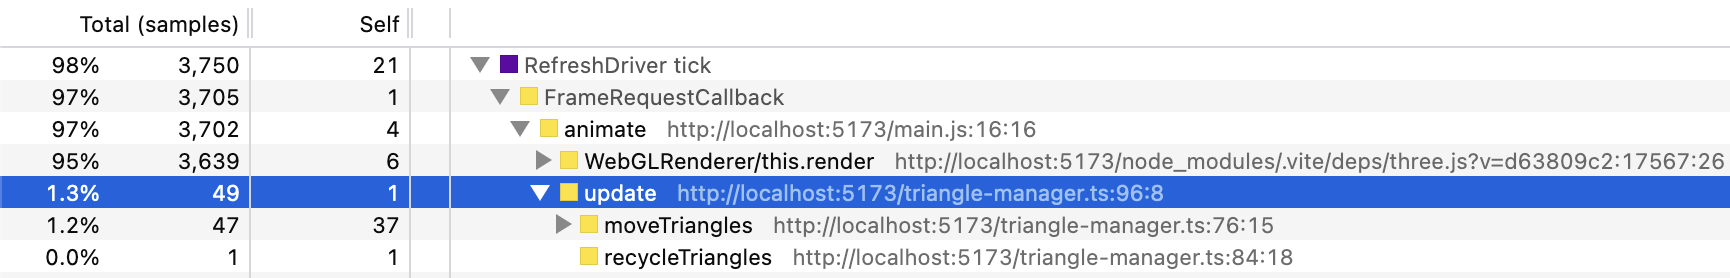 Total (samples) Self
98% 3,750 21 RefreshDriver tick
97% 3,705 1 FrameRequestCallback
97% 3,702 4 animate http://localhost:5173/main.js:16:16
95% 3,639 6 WebGLRenderer/this.render http://localhost:5173/node_modules/.vite/deps/three.js?v=d63809c2:17567:26
1.3% 49 1 update http://localhost:5173/triangle-manager.ts:96:8
1.2% 47 37 moveTriangles http://localhost:5173/triangle-manager.ts:76:15
0.0% 1 1 recycleTriangles http://localhost:5173/triangle-manager.ts:84:18